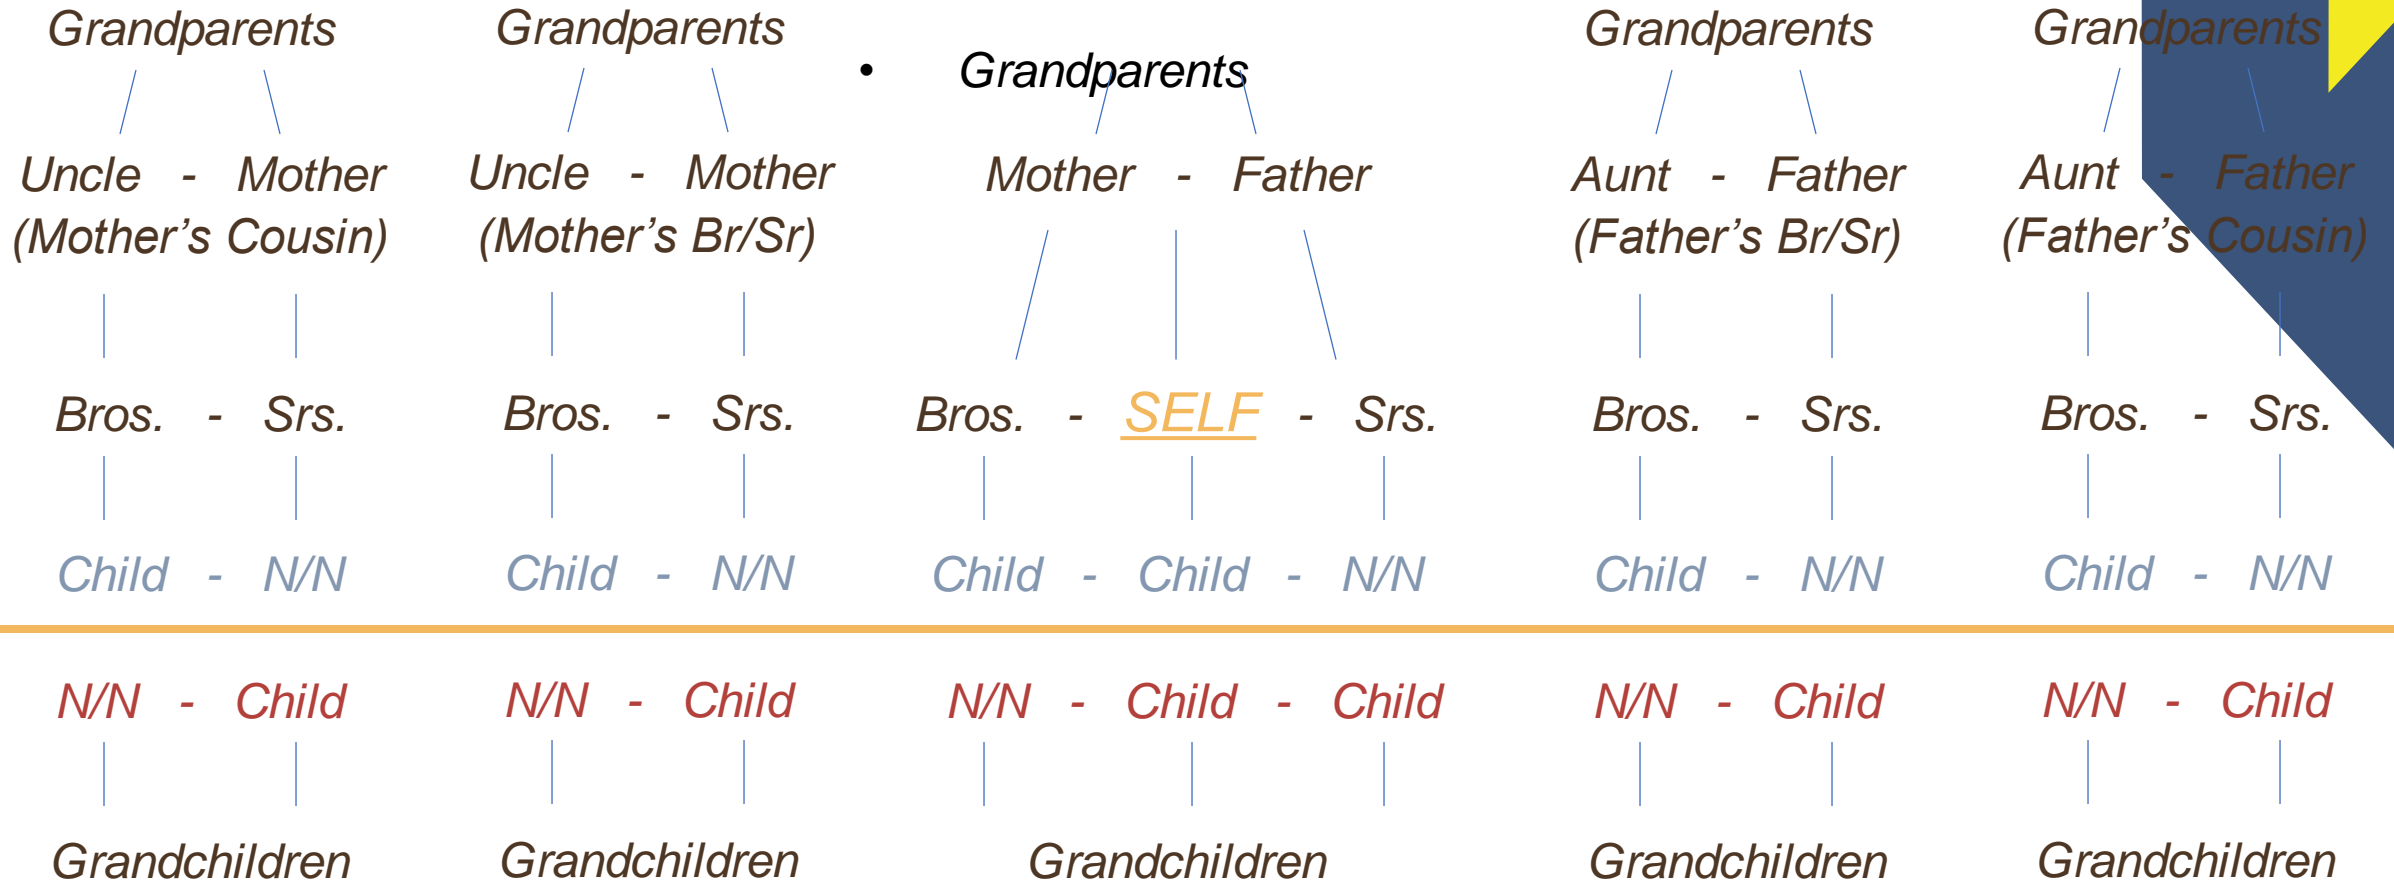 Grandparents Grandparents • Grandparents Grandparents Grandparents
Uncle - Mother Uncle - Mother Mother - Father Aunt - Father Aunt - Father
(Mother’s Cousin) (Mother’s Br/Sr) (Father’s Br/Sr) (Father’s Cousin)
Bros. - Srs. Bros. - Srs. Bros. - SELF - Srs. Bros. - Srs. Bros. - Srs.
Child - N/N Child - N/N Child - Child - N/N Child - N/N Child - N/N
N/N - Child N/N - Child N/N - Child - Child N/N - Child N/N - Child
Grandchildren Grandchildren Grandchildren Grandchildren Grandchildren